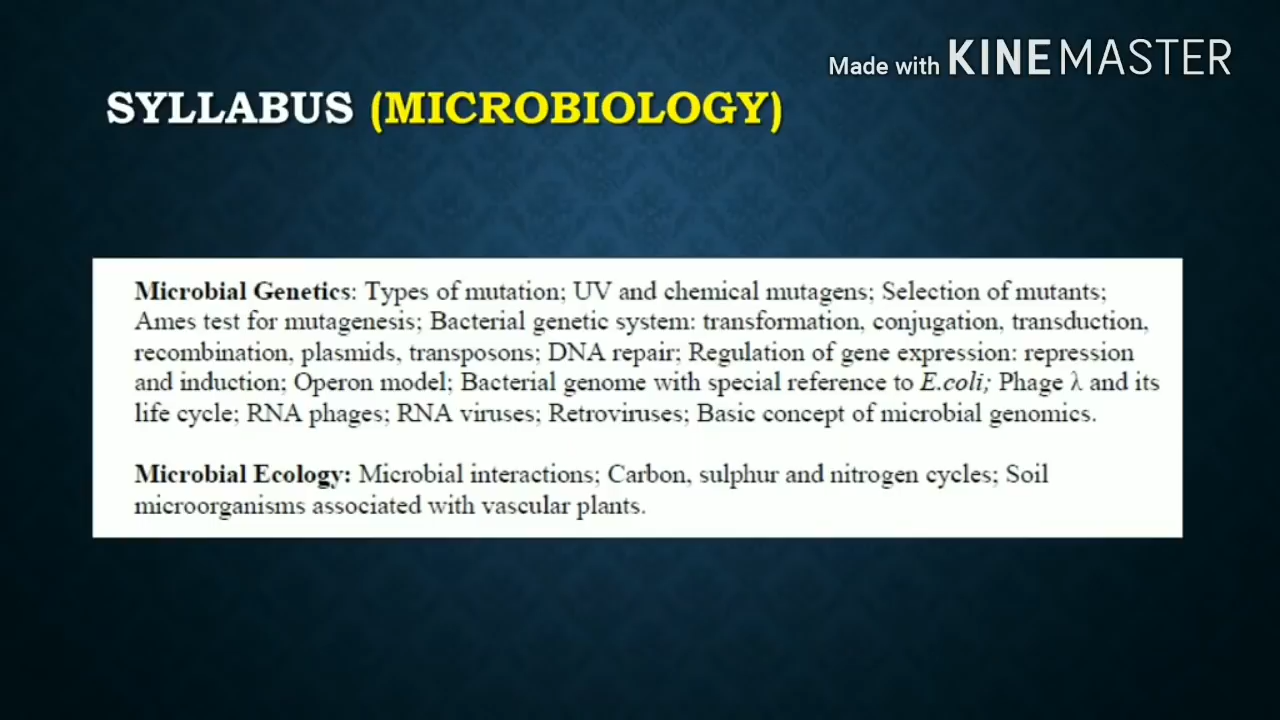 Made with KINEMASTER
SYLLABUS (MICROBIOLOGY)
Microbial Genetics: Types of mutation; UV and chemical mutagens; Selection of mutants;
Ames test for mutagenesis; Bacterial genetic system: transformation, conjugation, transduction,
recombination, plasmids, transposons; DNA repair; Regulation of gene expression: repression
and induction; Operon model; Bacterial genome with special reference to E.coli; Phage λ and its
life cycle; RNA phages; RNA viruses; Retroviruses; Basic concept of microbial genomics.
Microbial Ecology: Microbial interactions; Carbon, sulphur and nitrogen cycles; Soil
microorganisms associated with vascular plants.